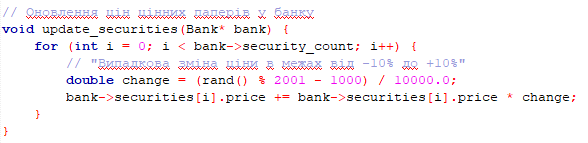 // Оновлення цін цінних паперів у банку
void update_securities(Bank* bank) {
for (int i = 0; i < bank->security_count; i++) {
// "Випадкова зміна ціни в межах від -10% до +10%"
double change = (rand() % 2001 - 1000) / 10000.0;
bank->securities[i].price += bank->securities[i].price * change;
}
}